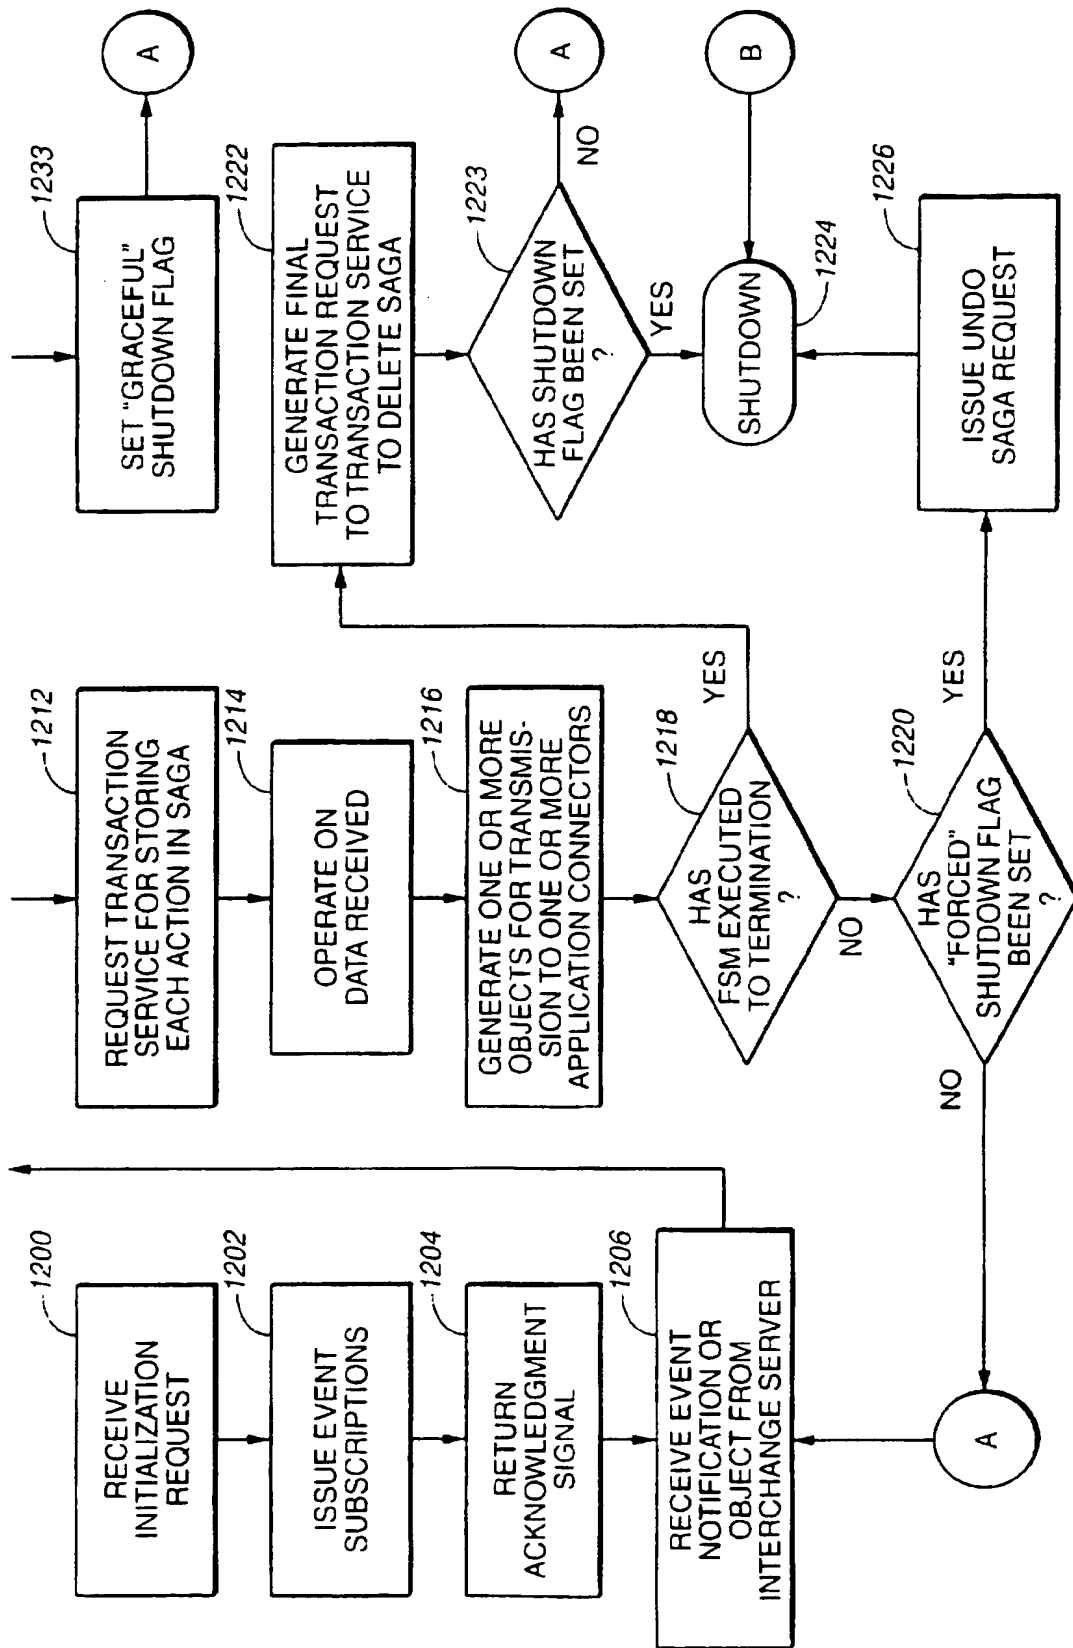 1200
RECEIVE
INITIALIZATION
REQUEST
1202
ISSUE EVENT
SUBSCRIPTIONS
1204
RETURN
ACKNOWLEDGMENT
SIGNAL
1206
RECEIVE EVENT
NOTIFICATION OR
OBJECT FROM
INTERCHANGE SERVER
A
1212
REQUEST TRANSACTION
SERVICE FOR STORING
EACH ACTION IN SAGA
1214
OPERATE ON
DATA RECEIVED
1216
GENERATE ONE OR MORE
OBJECTS FOR TRANSMIS-
SION TO ONE OR MORE
APPLICATION CONNECTORS
1218
HAS
FSM EXECUTED
TO TERMINATION
?
YES
NO
1220
HAS
"FORCED"
SHUTDOWN FLAG
BEEN SET
?
YES
NO
1233
SET "GRACEFUL"
SHUTDOWN FLAG
A
1222
GENERATE FINAL
TRANSACTION REQUEST
TO TRANSACTION SERVICE
TO DELETE SAGA
1223
HAS SHUTDOWN
FLAG BEEN SET
?
NO
A
YES
SHUTDOWN
1224
B
1226
ISSUE UNDO
SAGA REQUEST